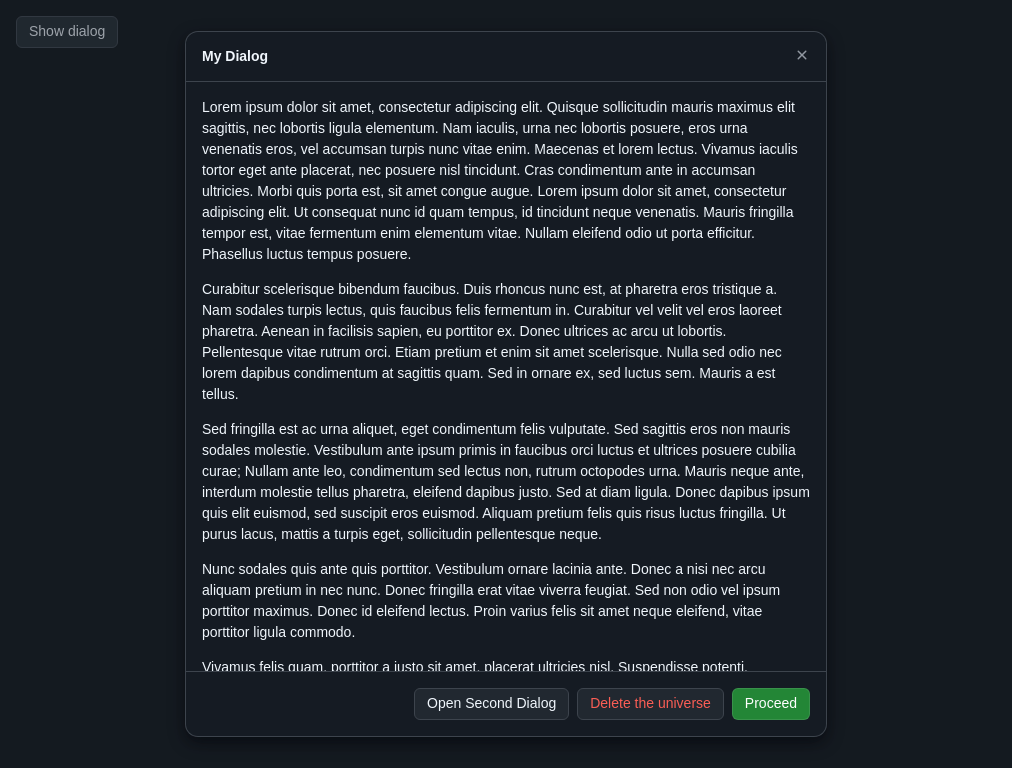 Show dialog
My Dialog
Lorem ipsum dolor sit amet, consectetur adipiscing elit. Quisque sollicitudin mauris maximus elit
sagittis, nec lobortis ligula elementum. Nam iaculis, urna nec lobortis posuere, eros urna
venenatis eros, vel accumsan turpis nunc vitae enim. Maecenas et lorem lectus. Vivamus iaculis
tortor eget ante placerat, nec posuere nisl tincidunt. Cras condimentum ante in accumsan
ultricies. Morbi quis porta est, sit amet congue augue. Lorem ipsum dolor sit amet, consectetur
adipiscing elit. Ut consequat nunc id quam tempus, id tincidunt neque venenatis. Mauris fringilla
tempor est, vitae fermentum enim elementum vitae. Nullam eleifend odio ut porta efficitur.
Phasellus luctus tempus posuere.
Curabitur scelerisque bibendum faucibus. Duis rhoncus nunc est, at pharetra eros tristique a.
Nam sodales turpis lectus, quis faucibus felis fermentum in. Curabitur vel velit vel eros laoreet
pharetra. Aenean in facilisis sapien, eu porttitor ex. Donec ultrices ac arcu ut lobortis.
Pellentesque vitae rutrum orci. Etiam pretium et enim sit amet scelerisque. Nulla sed odio nec
lorem dapibus condimentum at sagittis quam. Sed in ornare ex, sed luctus sem. Mauris a est
tellus.
Sed fringilla est ac urna aliquet, eget condimentum felis vulputate. Sed sagittis eros non mauris
sodales molestie. Vestibulum ante ipsum primis in faucibus orci luctus et ultrices posuere cubilia
curae; Nullam ante leo, condimentum sed lectus non, rutrum octopodes urna. Mauris neque ante,
interdum molestie tellus pharetra, eleifend dapibus justo. Sed at diam ligula. Donec dapibus ipsum
quis elit euismod, sed suscipit eros euismod. Aliquam pretium felis quis risus luctus fringilla. Ut
purus lacus, mattis a turpis eget, sollicitudin pellentesque neque.
Nunc sodales quis ante quis porttitor. Vestibulum ornare lacinia ante. Donec a nisi nec arcu
aliquam pretium in nec nunc. Donec fringilla erat vitae viverra feugiat. Sed non odio vel ipsum
porttitor maximus. Donec id eleifend lectus. Proin varius felis sit amet neque eleifend, vitae
porttitor ligula commodo.
Vivamus felis quam, porttitor a justo sit amet, placerat ultricies nisl. Suspendisse potenti.
Open Second Dialog
Delete the universe
Proceed